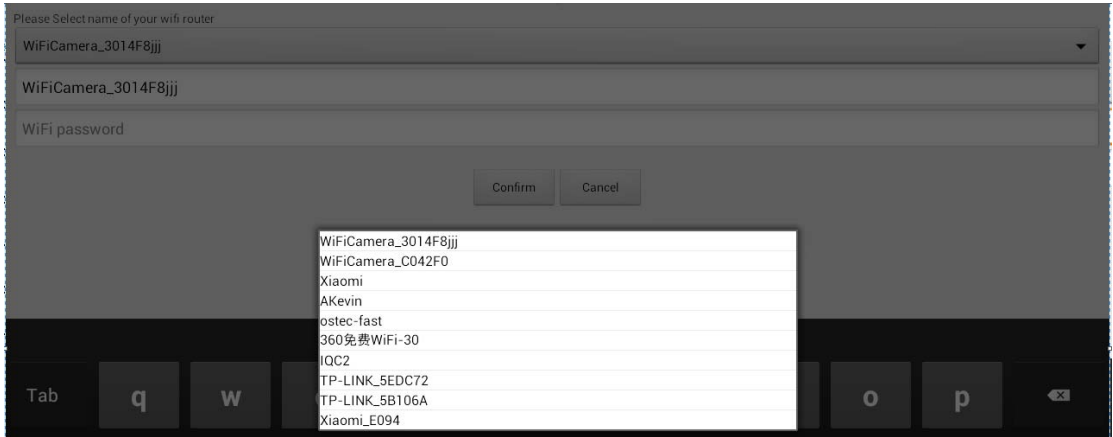 Please Select name of your wifi router
WiFiCamera_3014F8jjj
WiFiCamera_3014F8jjj
WiFi password
Confirm Cancel
WiFiCamera_3014F8jjj
WiFiCamera_C042F0
Xiaomi
AKevin
ostec-fast
360免费WiFi-30
IQC2
TP-LINK_5EDC72
TP-LINK_5B106A
Xiaomi_E094
Tab q w o p